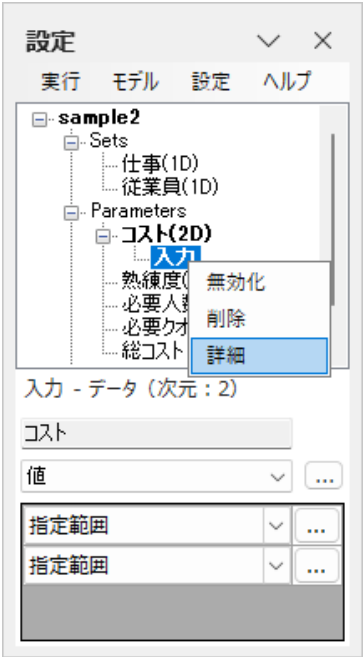 設定
実行 モデル 設定 ヘルプ
sample2
Sets
仕事(1D)
従業員(1D)
Parameters
コスト(2D)
入力
熟練度(
必要人
必要クオ
総コスト
無効化
削除
詳細
入力 - データ（次元：2）
コスト
値
...
指定範囲
...
指定範囲
...